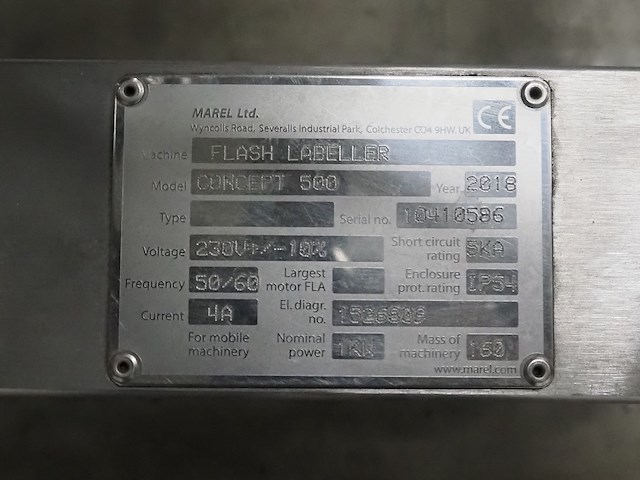 MAREL Ltd.
Wyncolls Road, Severalls Industrial Park, Colchester CO4 9HW. UK
CE
Machine FLASH LABELLER
Model CONCEPT 500 Year 2018
Type Serial no. 10410586
Voltage 230V+/-10% Short circuit rating 5KA
Frequency 50/60 Largest motor FLA Enclosure prot. rating IP54
Current 4A El. diagr. no.
For mobile machinery Nominal power 1KW Mass of machinery 160
www.marel.com